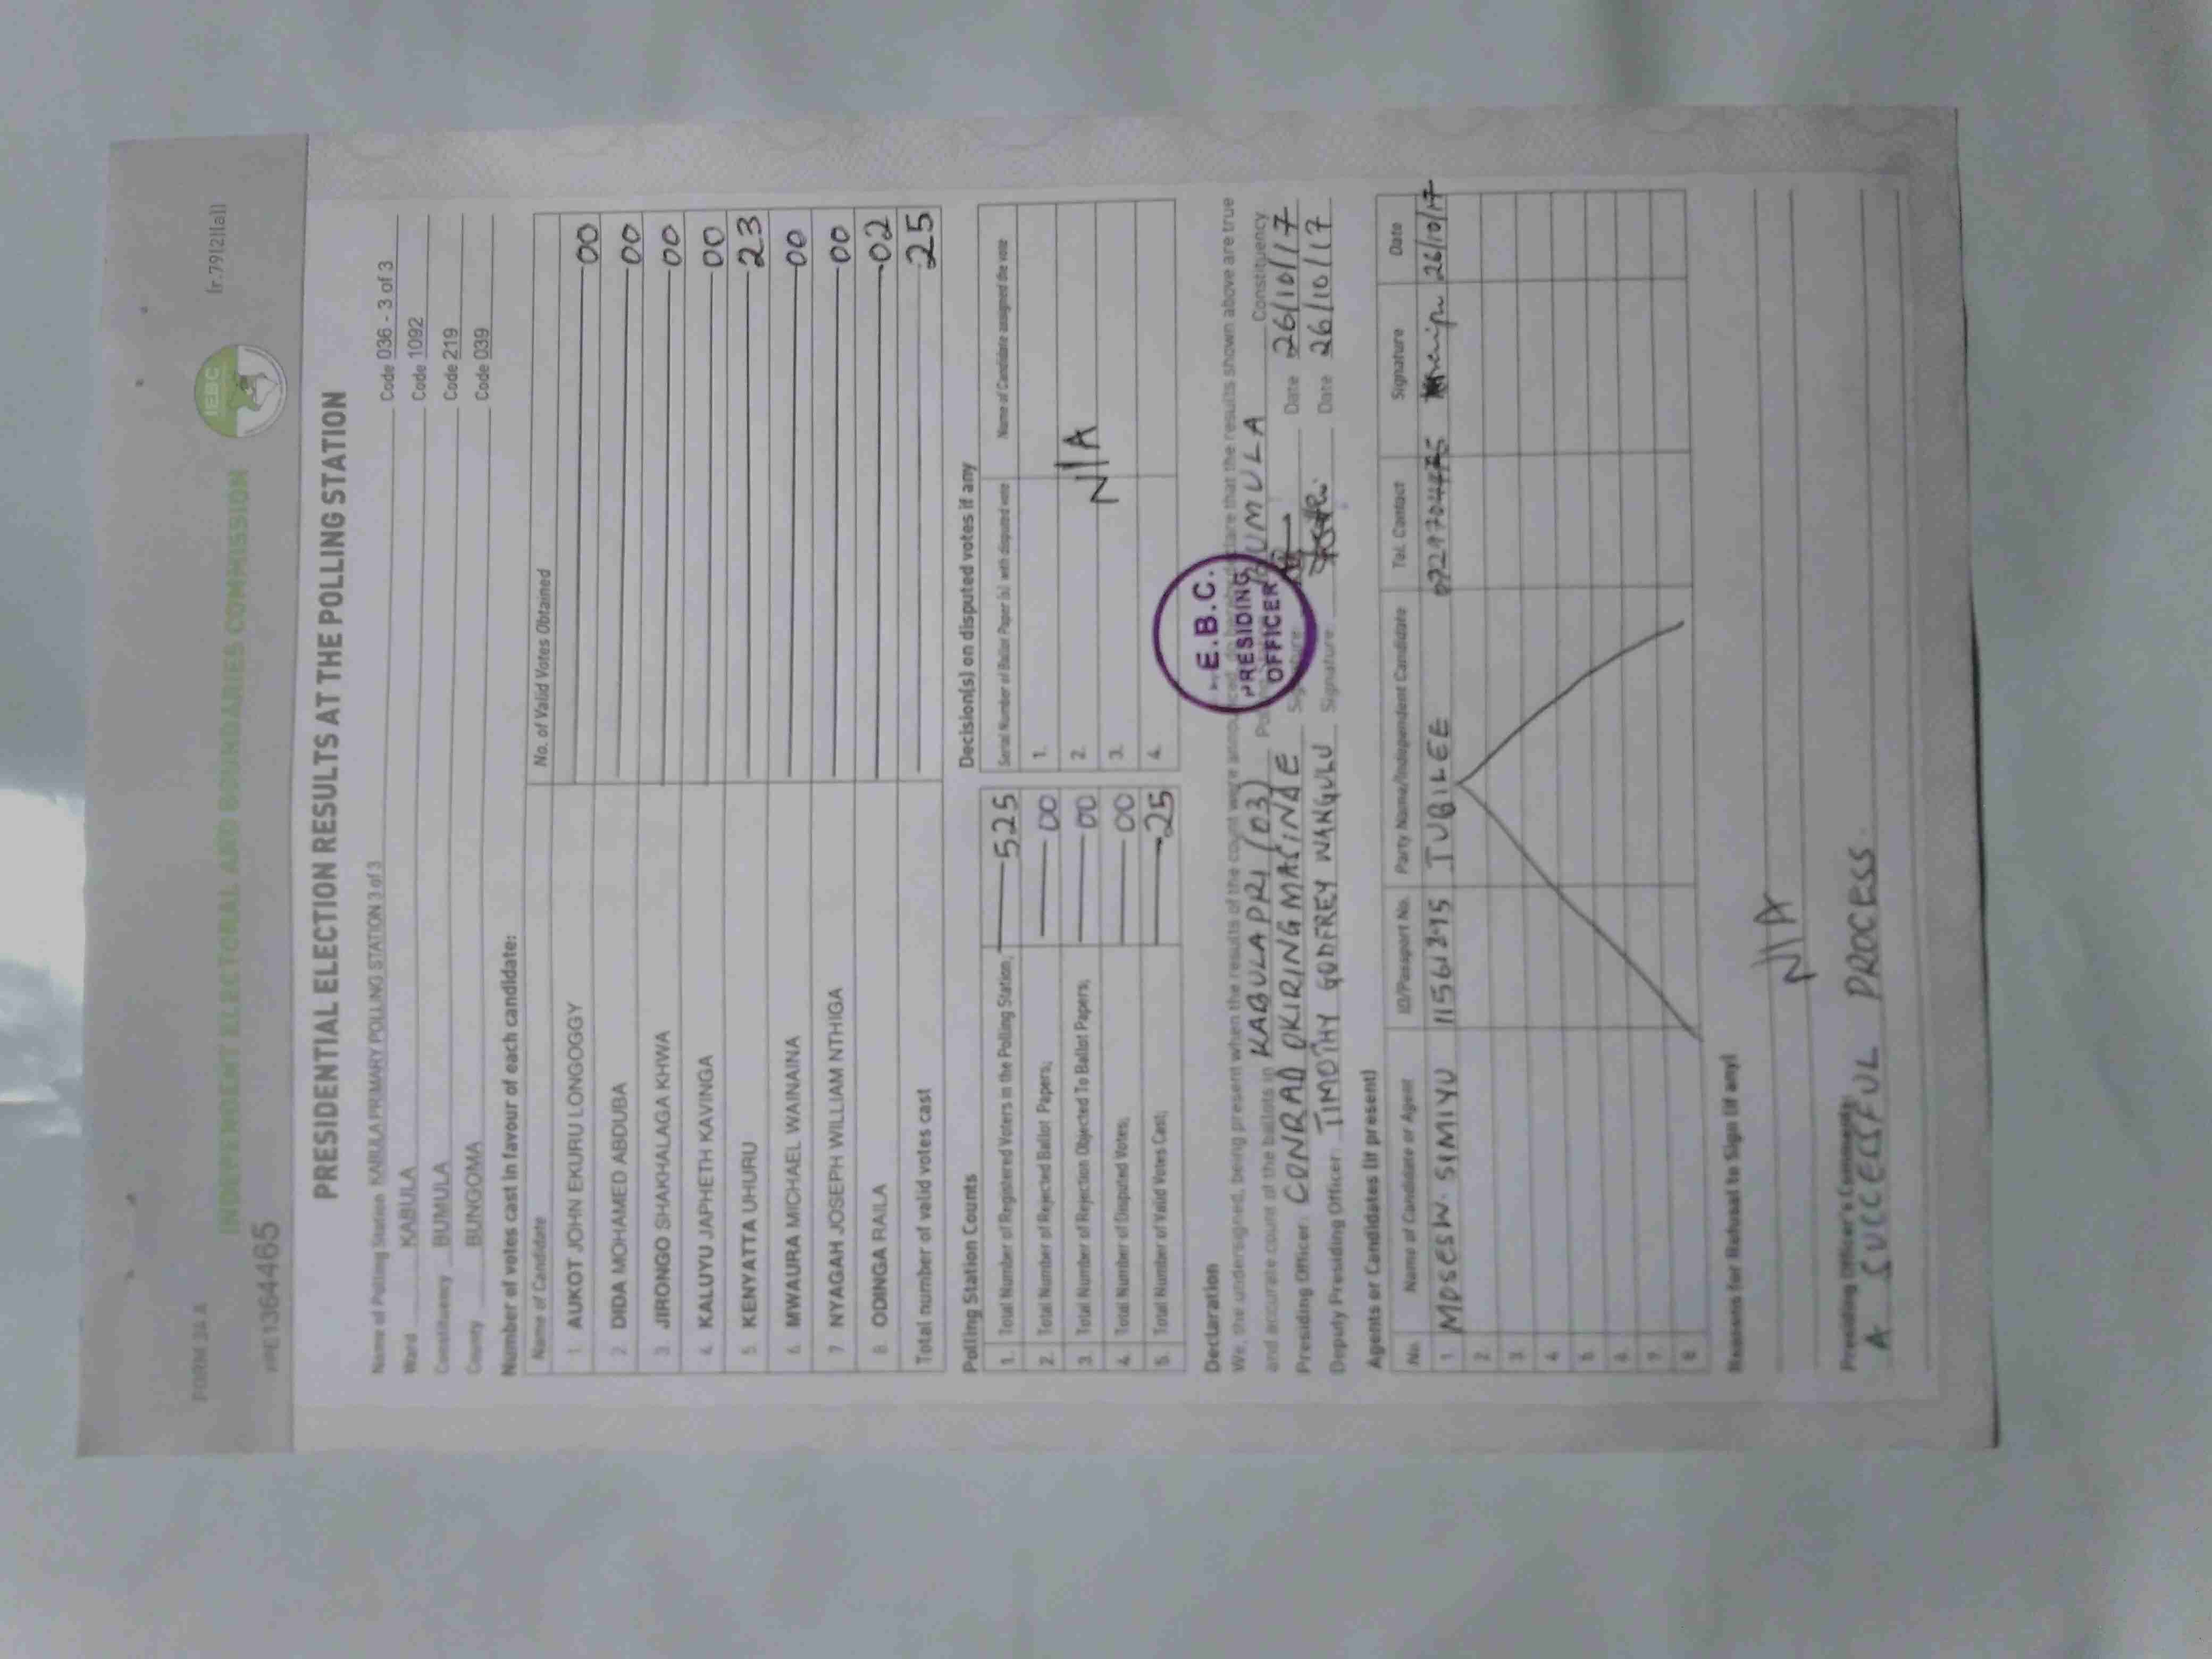 FORM 34 A
(r.79(2)(a))
INDEPENDENT ELECTORAL AND BOUNDARIES COMMISSION
IEBC
PRESIDENTIAL ELECTION RESULTS AT THE POLLING STATION
Name of Polling Station KABULA PRIMARY POLLING STATION 3 of 3 Code 036 - 3 of 3
Ward KABULA Code 1092
Constituency BUMULA Code 219
County BUNGOMA Code 039
Number of votes cast in favour of each candidate:
Name of Candidate No. of Valid Votes Obtained
1. AUKOT JOHN EKURU LONGOGGY 00
2. DIDA MOHAMED ABDUBA 00
3. JIRONGO SHAKHALAGA KHWA 00
4. KALUYU JAPHETH KAVINGA 00
5. KENYATTA UHURU 23
6. MWAURA MICHAEL WAINAINA 00
7. NYAGAH JOSEPH WILLIAM NTHIGA 00
8. ODINGA RAILA 02
Total number of valid votes cast 25
Polling Station Counts
1. Total Number of Registered Voters in the Polling Station; 525
2. Total Number of Rejected Ballot Papers; 00
3. Total Number of Rejection Objected To Ballot Papers; 00
4. Total Number of Disputed Votes; 00
5. Total Number of Valid Votes Cast; 25
Decision(s) on disputed votes if any
Serial Number of Ballot Paper (s) with disputed vote Name of Candidate assigned the vote
1.
2. N/A
3.
4.
Declaration
We, the undersigned, being present when the results of the count were announced, do hereby declare that the results shown above are true
and accurate count of the ballots in KABULA PRI (03) BUMULA Constituency
Presiding Officer: CONRAD OKIRING MACINDE Signature: Date 26/10/17
Deputy Presiding Officer: TIMOTHY GODFREY WANGULU Signature: Date 26/10/17
E.B.C.
PRESIDING
OFFICER
Agents or Candidates (if present)
No. Name of Candidate or Agent ID/Passport No. Party Name/Independent Candidate Tel. Contact Signature Date
1. MOSES W. SIMIYU JUBILEE 26/10/17
2.
3.
4.
5.
6.
7.
8.
Reasons for Refusal to Sign (if any)
N/A
Presiding Officer's Comments:
A SUCCESSFUL PROCESS.